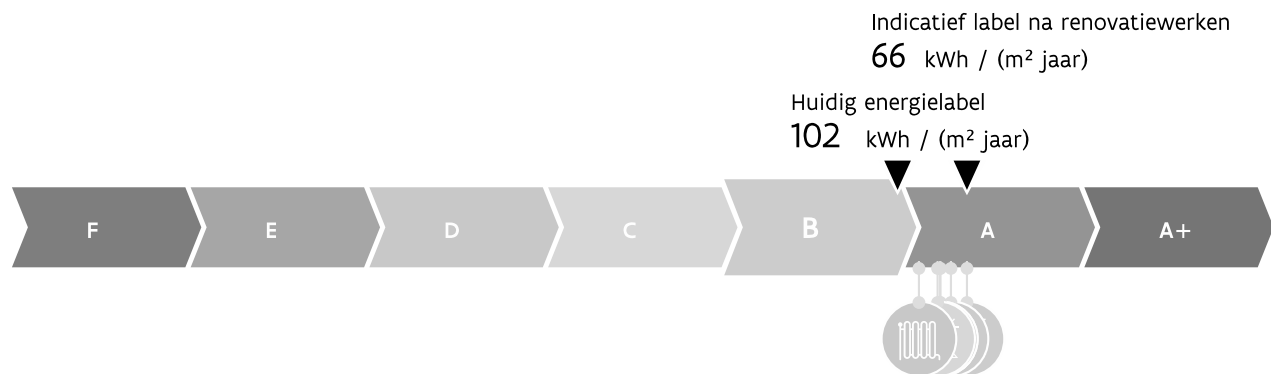 Indicatief label na renovatiewerken
66 kWh / (m² jaar)
Huidig energielabel
102 kWh / (m² jaar)
F E D C B A A+